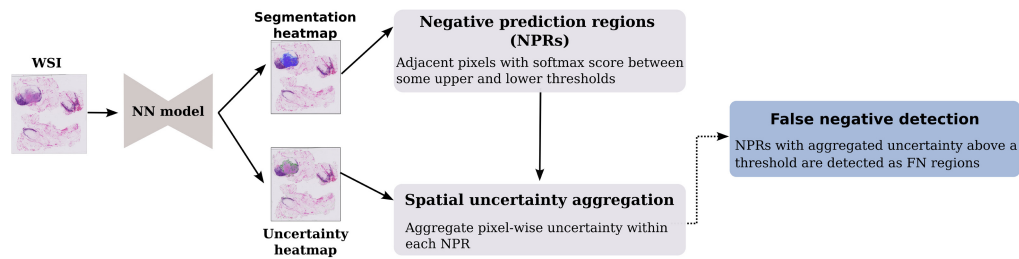 WSI
NN model
Segmentation
heatmap
Uncertainty
heatmap
Negative prediction regions
(NPRs)
Adjacent pixels with softmax score between
some upper and lower thresholds
Spatial uncertainty aggregation
Aggregate pixel-wise uncertainty within
each NPR
False negative detection
NPRs with aggregated uncertainty above a
threshold are detected as FN regions